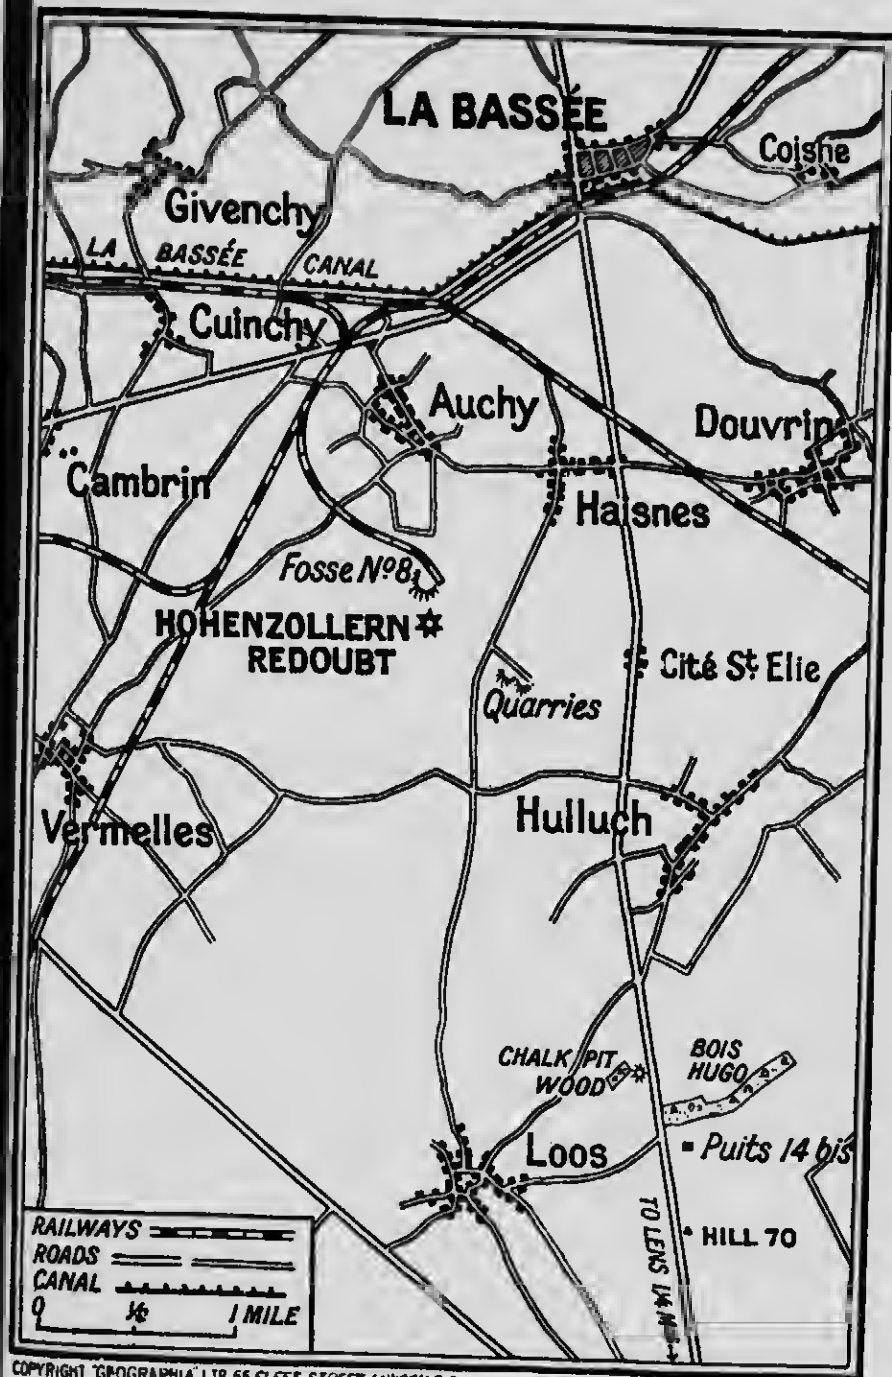 LA BASSÉE
Coishe
Givenchy
LA BASSÉE CANAL
Cuinchy
Auchy
Douvrin
Cambrin
Haisnes
Fosse Nº 8
HOHENZOLLERN
REDOUBT
Cité St. Elie
Quarries
Hulluch
Vermelles
CHALK PIT
WOOD
BOIS
HUGO
Loos
Puits 14 bis
HILL 70
TO LENS
RAILWAYS
ROADS
CANAL
0 ½ 1 MILE
COPYRIGHT "GEOGRAPHIA" LTD 55 FLEET STREET